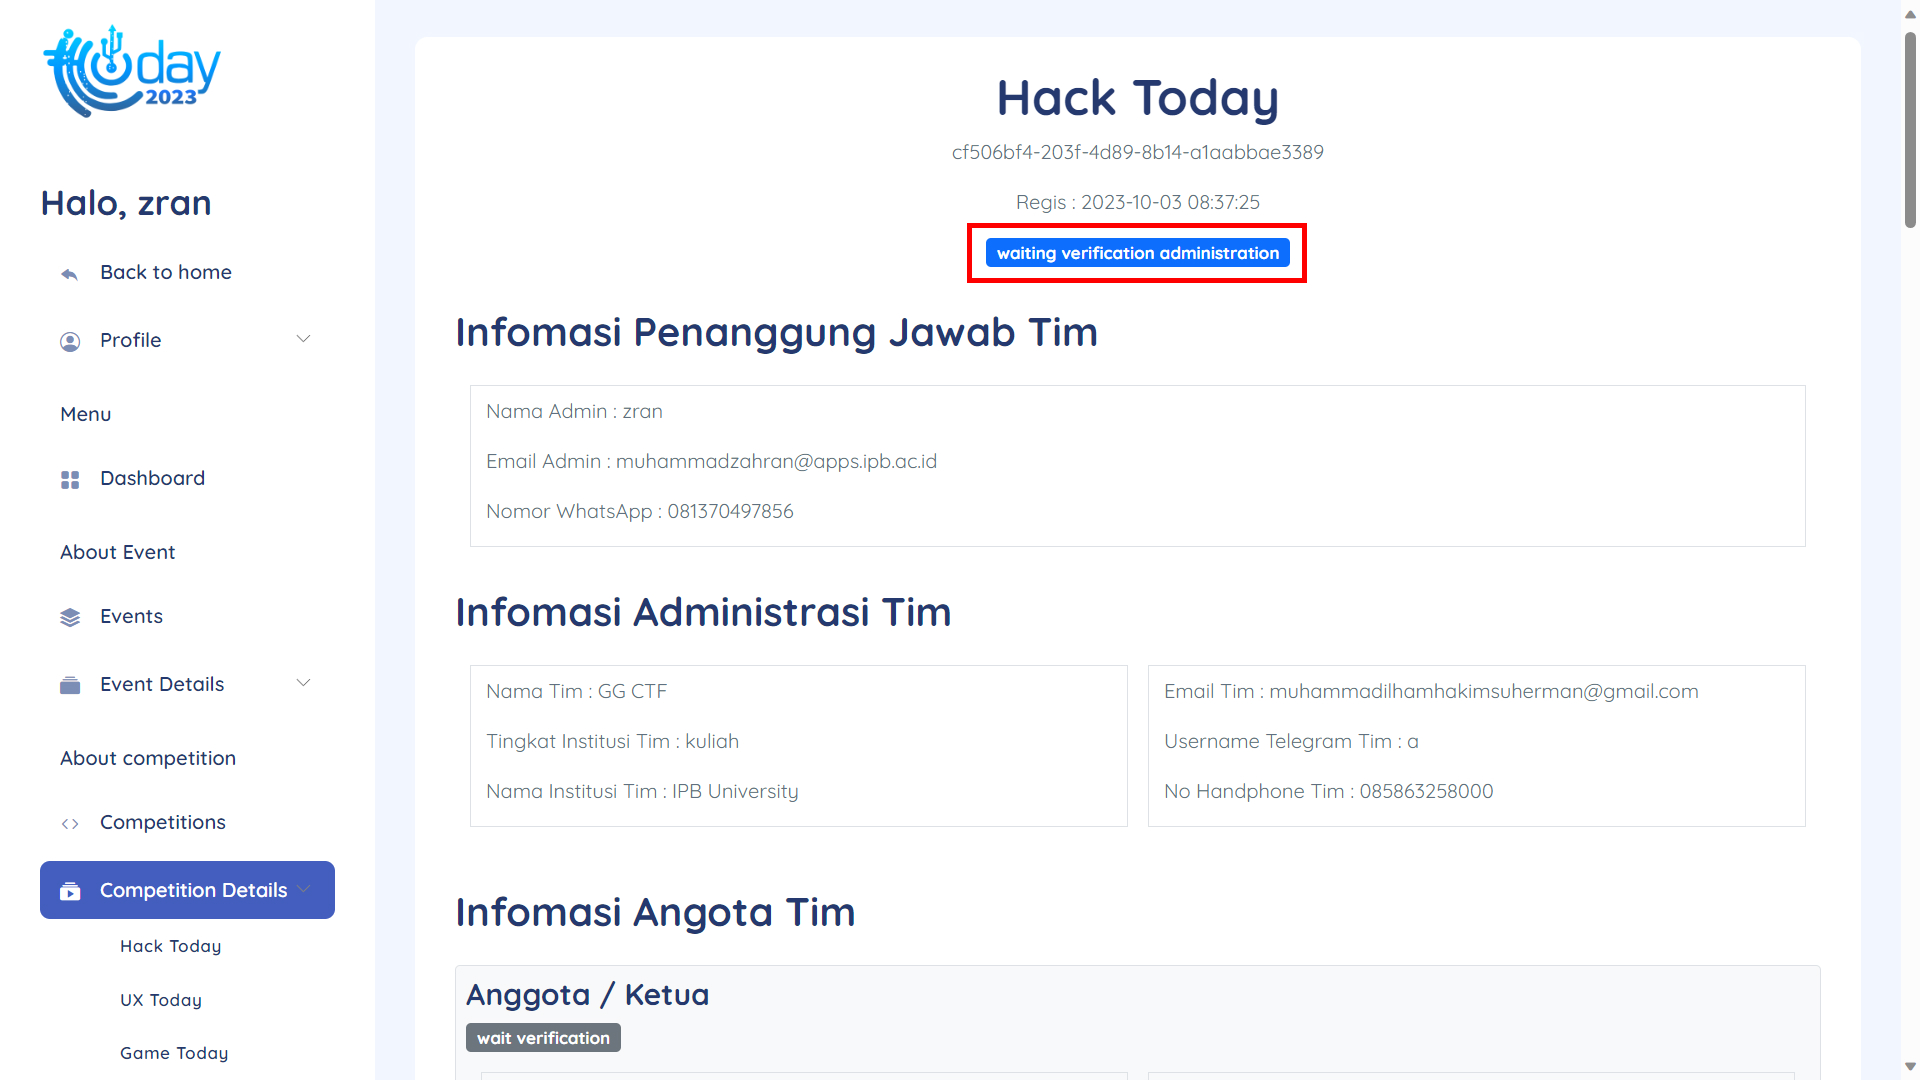 today
2023
Halo, zran
Back to home
Profile
Menu
Dashboard
About Event
Events
Event Details
About competition
Competitions
Competition Details
Hack Today
UX Today
Game Today
Hack Today
cf506bf4-203f-4d89-8b14-a1aabbae3389
Regis : 2023-10-03 08:37:25
waiting verification administration
Infomasi Penanggung Jawab Tim
Nama Admin : zran
Email Admin : muhammadzahran@apps.ipb.ac.id
Nomor WhatsApp : 081370497856
Infomasi Administrasi Tim
Nama Tim : GG CTF
Tingkat Institusi Tim : kuliah
Nama Institusi Tim : IPB University
Email Tim : muhammadilhamhakimsuherman@gmail.com
Username Telegram Tim : a
No Handphone Tim : 085863258000
Infomasi Angota Tim
Anggota / Ketua
wait verification